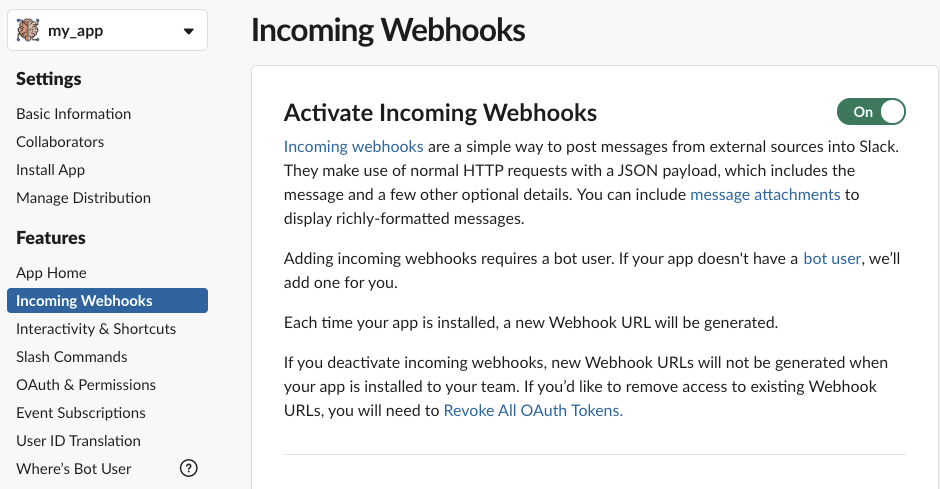 my_app
Settings
Basic Information
Collaborators
Install App
Manage Distribution
Features
App Home
Incoming Webhooks
Interactivity & Shortcuts
Slash Commands
OAuth & Permissions
Event Subscriptions
User ID Translation
Where's Bot User
?
Incoming Webhooks
Activate Incoming Webhooks
On
Incoming webhooks are a simple way to post messages from external sources into Slack.
They make use of normal HTTP requests with a JSON payload, which includes the
message and a few other optional details. You can include message attachments to
display richly-formatted messages.
Adding incoming webhooks requires a bot user. If your app doesn't have a bot user, we'll
add one for you.
Each time your app is installed, a new Webhook URL will be generated.
If you deactivate incoming webhooks, new Webhook URLs will not be generated when
your app is installed to your team. If you'd like to remove access to existing Webhook
URLs, you will need to Revoke All OAuth Tokens.